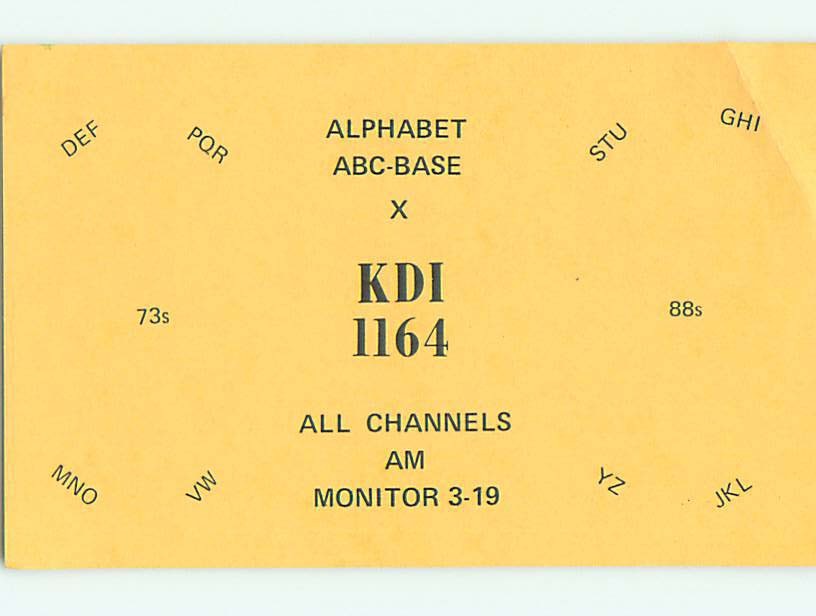 DEF
PQR
ALPHABET
STU
GHI
ABC-BASE
X
KDI
1164
73s
88s
ALL CHANNELS
AM
MONITOR 3-19
MNO
VW
YZ
JKL